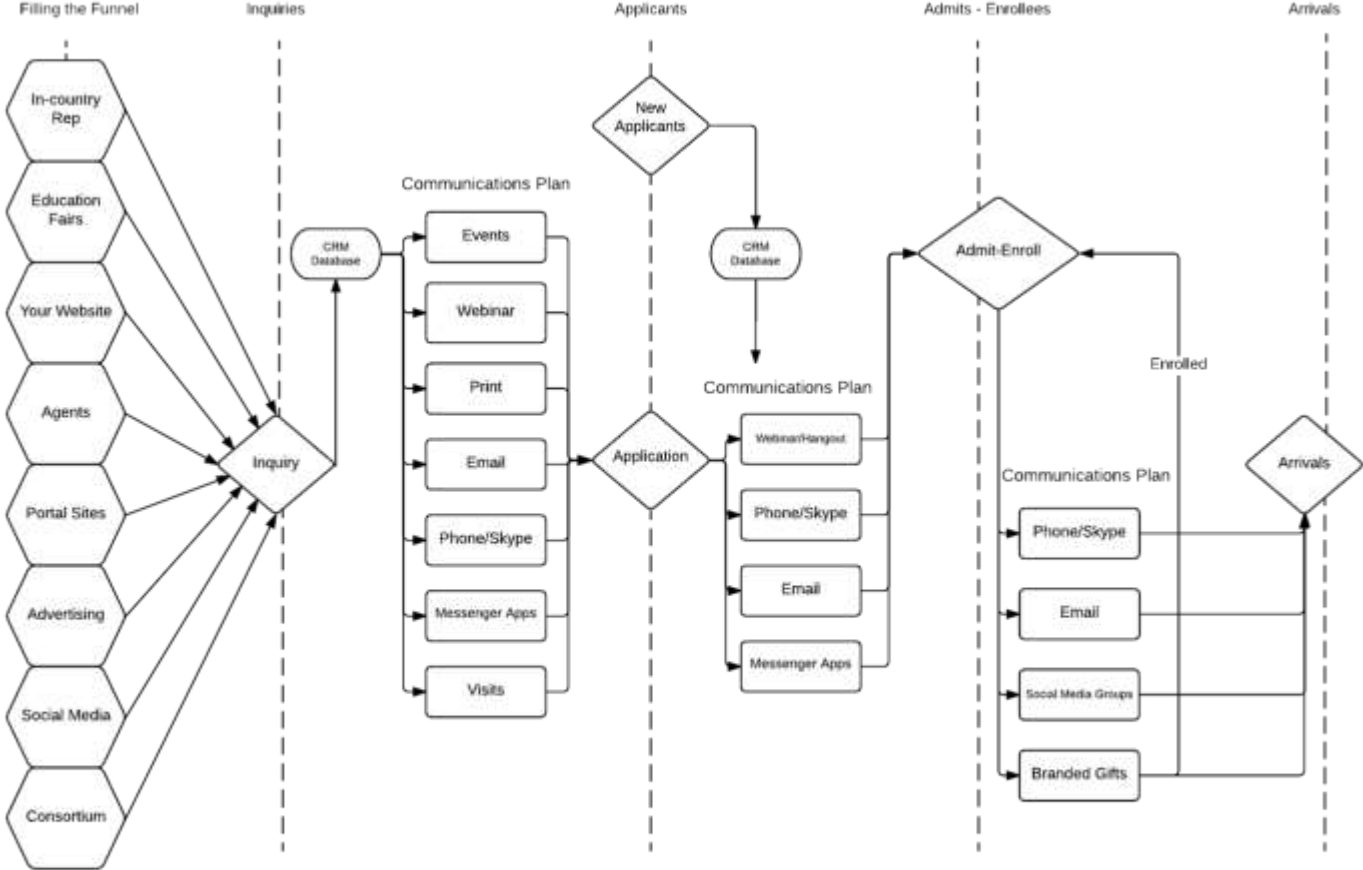 Filling the Funnel
Inquiries
Applicants
Admits - Enrollees
Arrivals
In-country
Rep
Education
Fairs
Your Website
Agents
Portal Sites
Advertising
Social Media
Consortium
Inquiry
CRM
Database
Communications Plan
Events
Webinar
Print
Email
Phone/Skype
Messenger Apps
Visits
New
Applicants
Application
CRM
Database
Communications Plan
Webinar/Hangout
Phone/Skype
Email
Messenger Apps
Admit-Enroll
Enrolled
Communications Plan
Phone/Skype
Email
Social Media Groups
Branded Gifts
Arrivals